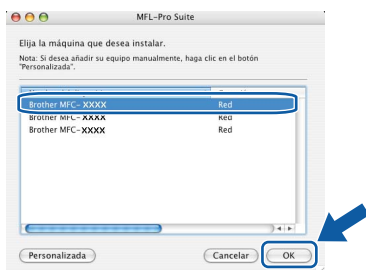 MFL-Pro Suite
Elija la máquina que desea instalar.
Nota: Si desea añadir su equipo manualmente, haga clic en el botón
"Personalizada".
Brother MFC- XXXX Red
Brother MFC- XXXX Red
Brother MFC- XXXX Red
Personalizada Cancelar OK